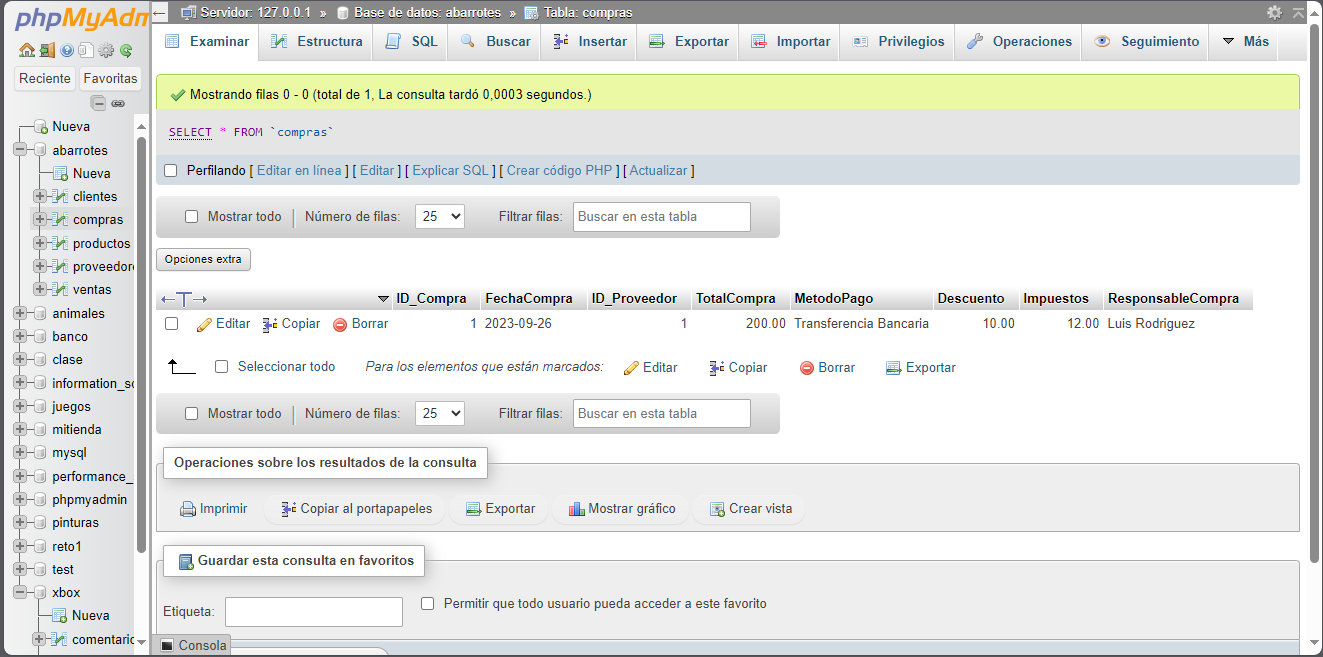 phpMyAdm
Reciente Favoritas
Nueva
abarrotes
Nueva
clientes
compras
productos
proveedore
ventas
animales
banco
clase
information_sc
juegos
mitienda
mysql
performance_
phpmyadmin
pinturas
reto1
test
xbox
Nueva
comentaric
Servidor: 127.0.0.1 » Base de datos: abarrotes » Tabla: compras
Examinar Estructura SQL Buscar Insertar Exportar Importar Privilegios Operaciones Seguimiento Más
Mostrando filas 0 - 0 (total de 1, La consulta tardó 0,0003 segundos.)
SELECT * FROM `compras`
Perfilando [ Editar en línea ] [ Editar ] [ Explicar SQL ] [ Crear código PHP ] [ Actualizar ]
Mostrar todo Número de filas: 25 Filtrar filas: Buscar en esta tabla
Opciones extra
ID_Compra FechaCompra ID_Proveedor TotalCompra MetodoPago Descuento Impuestos ResponsableCompra
Editar Copiar Borrar 1 2023-09-26 1 200.00 Transferencia Bancaria 10.00 12.00 Luis Rodriguez
Seleccionar todo Para los elementos que están marcados: Editar Copiar Borrar Exportar
Mostrar todo Número de filas: 25 Filtrar filas: Buscar en esta tabla
Operaciones sobre los resultados de la consulta
Imprimir Copiar al portapapeles Exportar Mostrar gráfico Crear vista
Guardar esta consulta en favoritos
Etiqueta: Permitir que todo usuario pueda acceder a este favorito
Consola